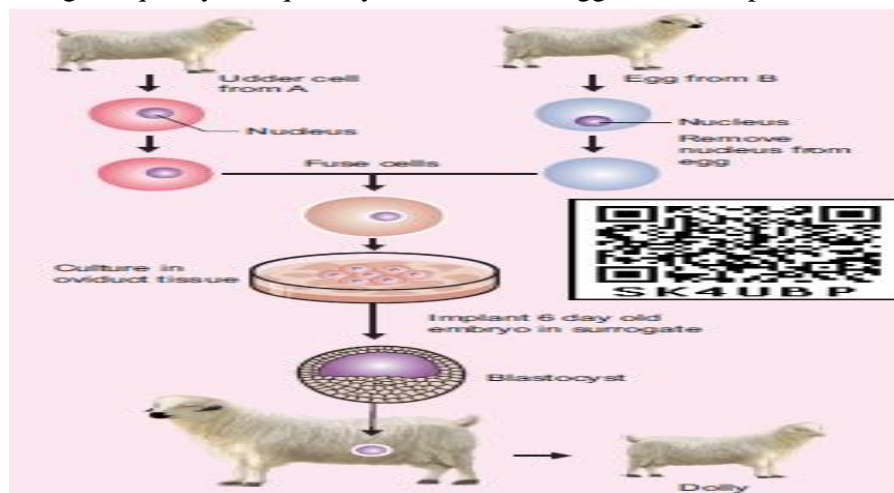 Udder cell
from A
Egg from B
Nucleus
Nucleus
Remove
nucleus from
egg
Fuse cells
SK4UBP
Culture in
oviduct tissue
Implant 6 day old
embryo in surrogate
Blastocyst
Dolly